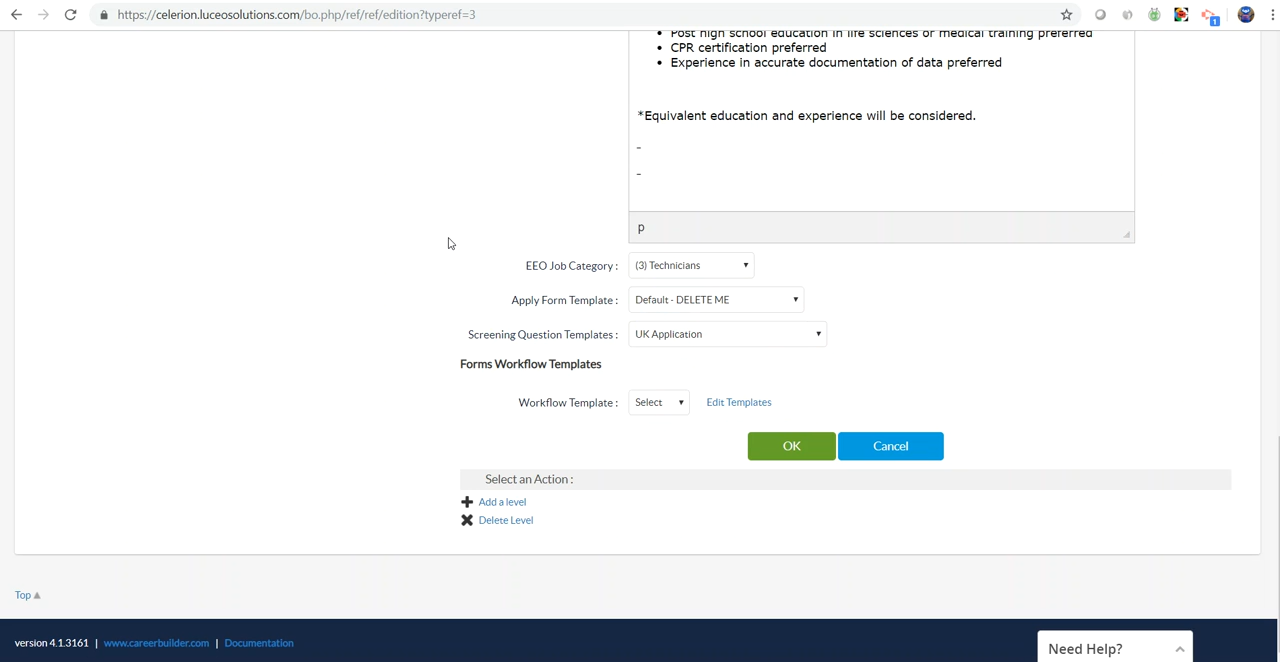 https://celerion.luceosolutions.com/bo.php/ref/ref/edition?typeref=3
1
• Post high school education in life sciences or medical training preferred
• CPR certification preferred
• Experience in accurate documentation of data preferred
*Equivalent education and experience will be considered.
-
-
p
EEO Job Category : (3) Technicians
Apply Form Template : Default - DELETE ME
Screening Question Templates : UK Application
Forms Workflow Templates
Workflow Template : Select Edit Templates
OK Cancel
Select an Action :
Add a level
Delete Level
Top
version 4.1.3161 | www.careerbuilder.com | Documentation
Need Help?